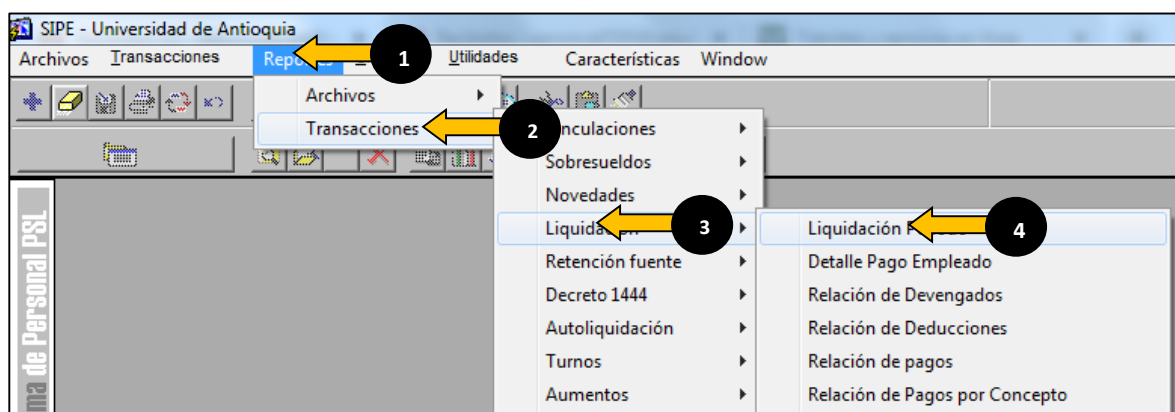 SIPE - Universidad de Antioquia
Archivos Transacciones Utilidades Características Window
1
Archivos
Transacciones
2
Sobresueldos
Novedades
3
Liquidación
4
Retención fuente
Detalle Pago Empleado
Decreto 1444
Relación de Devengados
Autoliquidación
Relación de Deducciones
Turnos
Relación de pagos
Aumentos
Relación de Pagos por Concepto
de Personal PSL